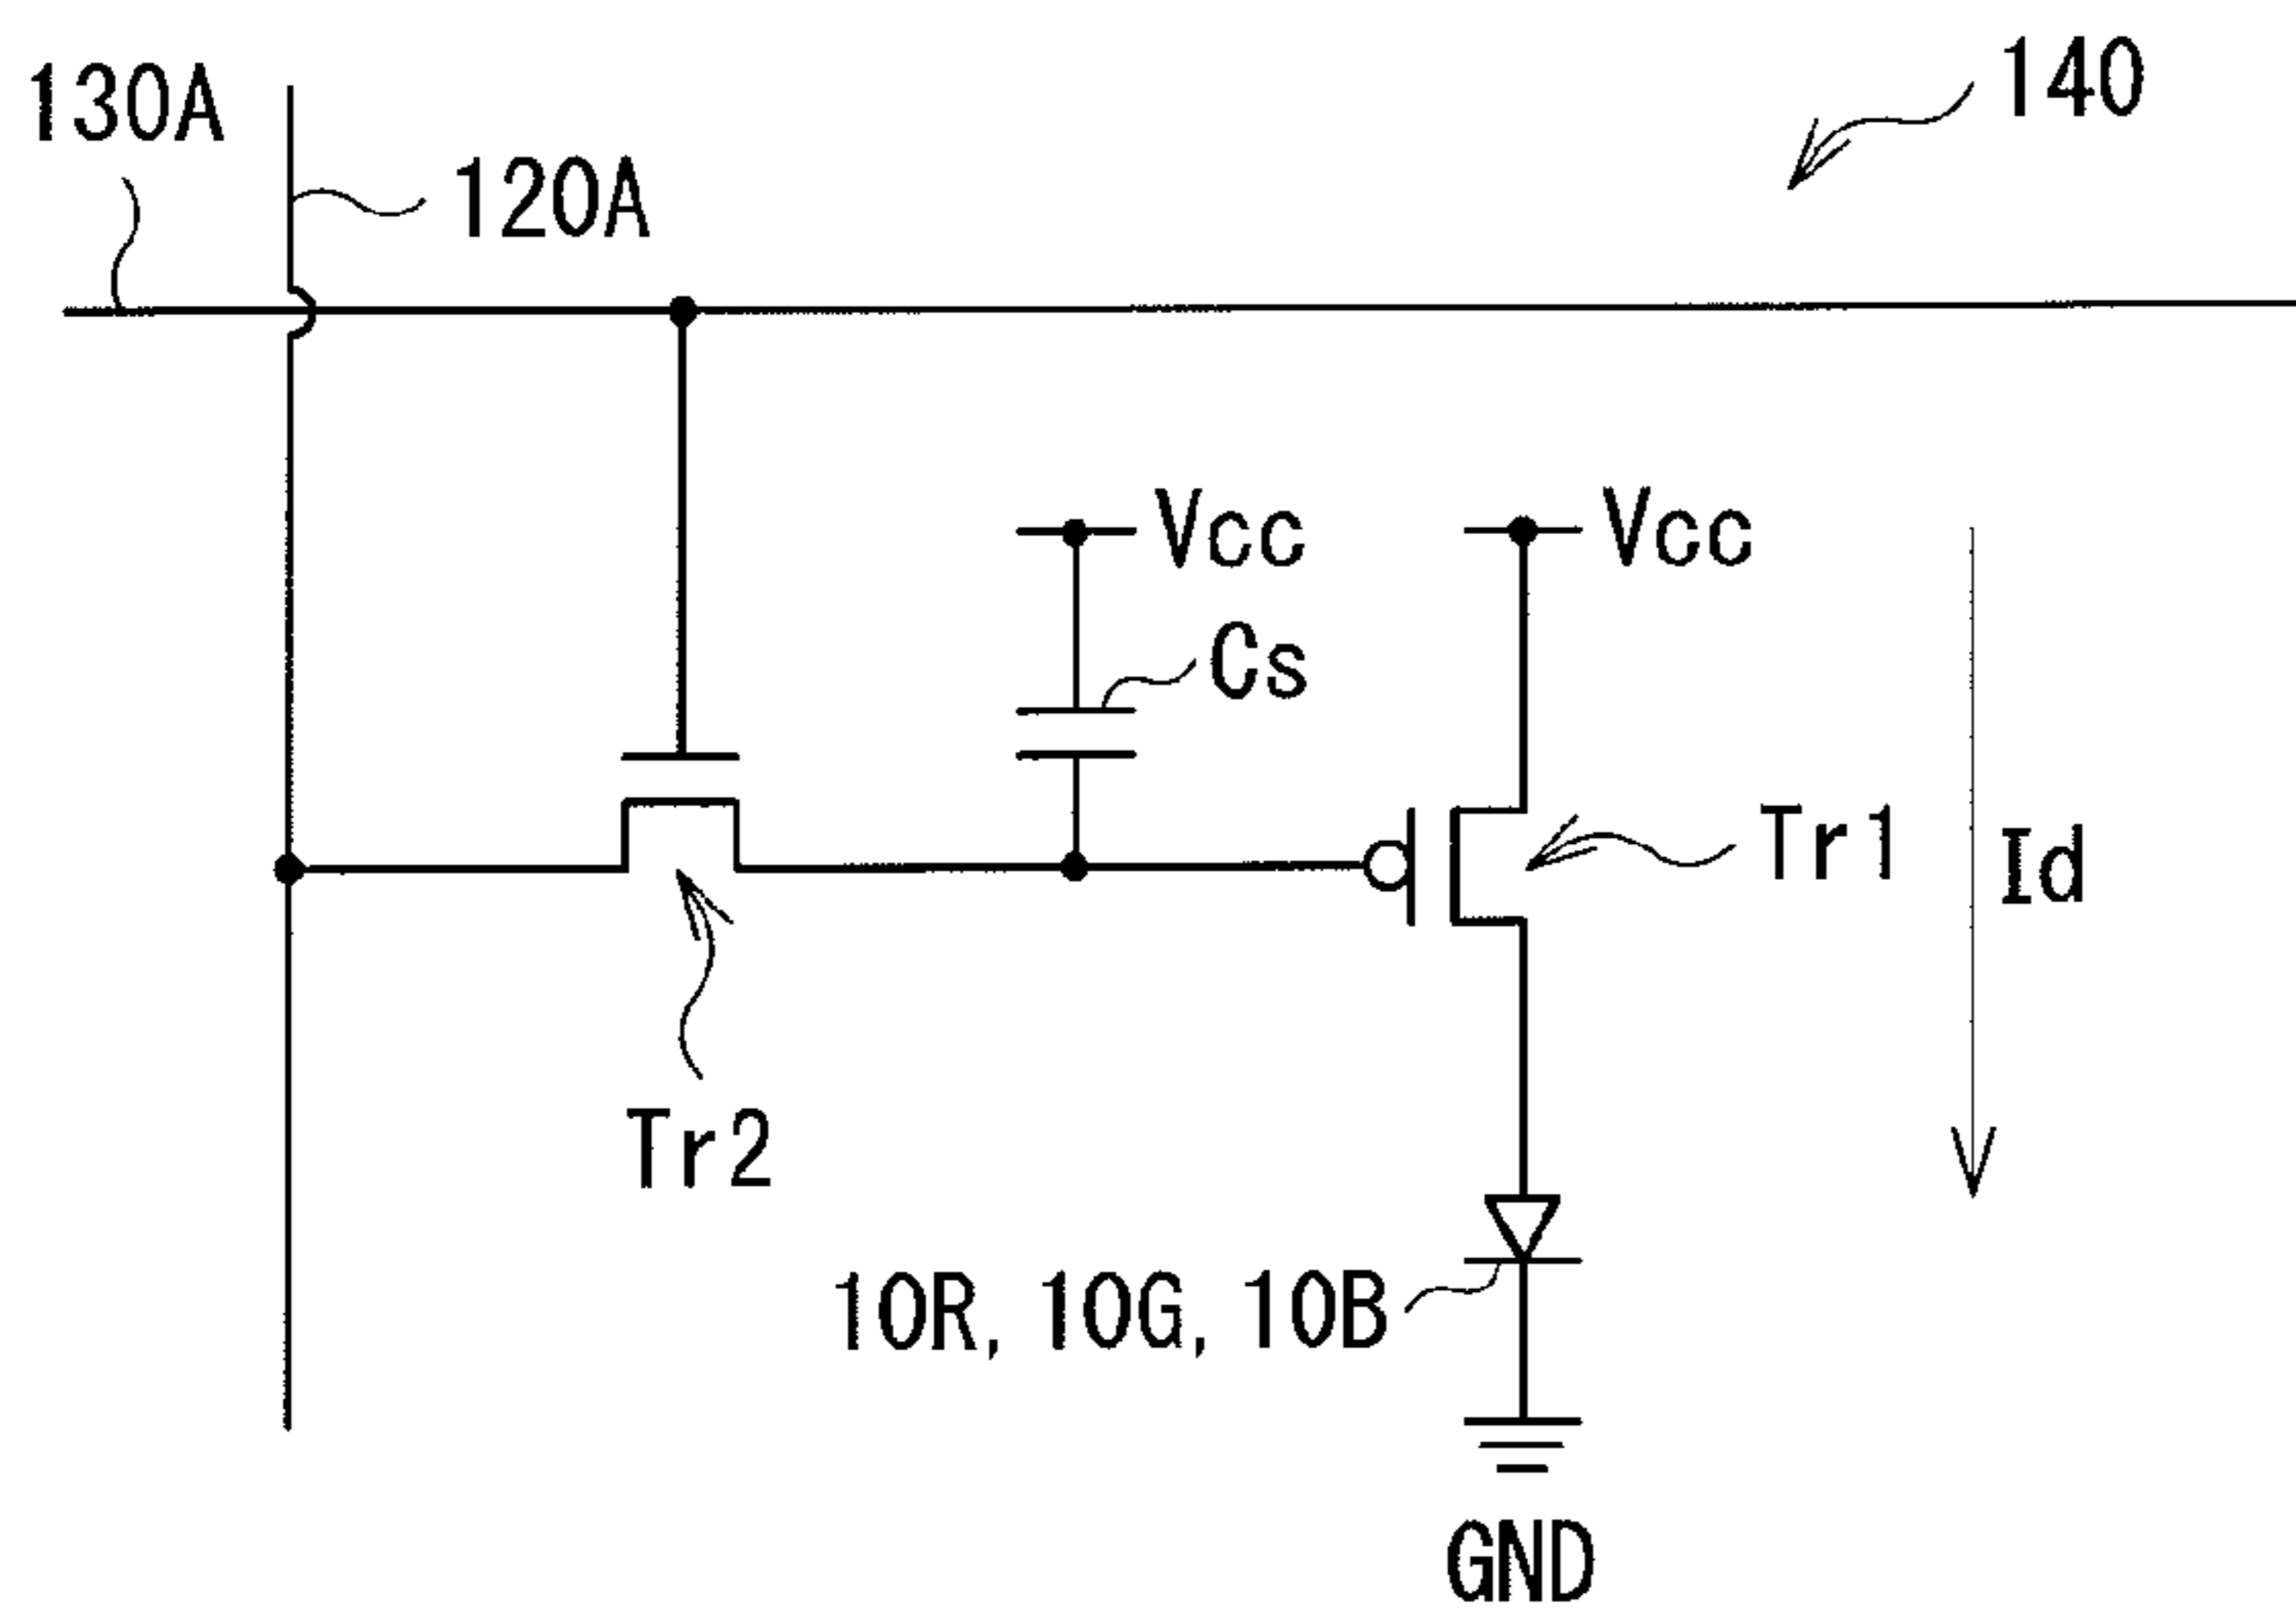 140
130A
120A
Vcc
Vcc
Cs
Tr1
Id
Tr2
10R, 10G, 10B
GND